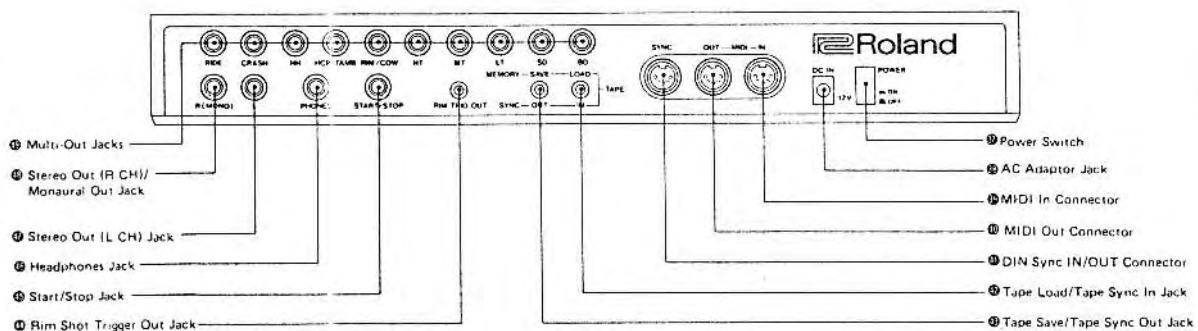 RIDE CRASH HH HCP TAMB RIM/COW HT MT LT SD BD
R(MONO) PHONES START/STOP RIM TRIG OUT
MEMORY — SAVE — LOAD
TAPE
SYNC — OUT IN
SYNC OUT — MIDI — IN
Roland
DC IN
12V
POWER
ON
OFF
Multi-Out Jacks
Stereo Out (R CH)/
Monaural Out Jack
Stereo Out (L CH) Jack
Headphones Jack
Start/Stop Jack
Rim Shot Trigger Out Jack
Power Switch
AC Adaptor Jack
MIDI In Connector
MIDI Out Connector
DIN Sync IN/OUT Connector
Tape Load/Tape Sync In Jack
Tape Save/Tape Sync Out Jack